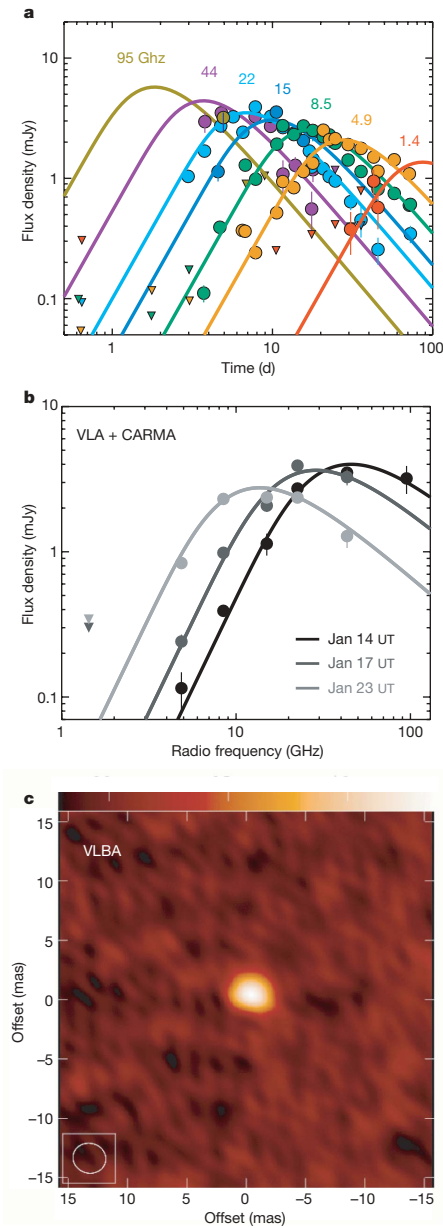 a
10
1
0.1
Flux density (mJy)
95 Ghz
44
22
15
8.5
4.9
1.4
1
10
100
Time (d)
b
VLA + CARMA
10
1
0.1
Flux density (mJy)
Jan 14 UT
Jan 17 UT
Jan 23 UT
1
10
100
Radio frequency (GHz)
c
VLBA
15
10
5
0
−5
−10
−15
Offset (mas)
15
10
5
0
−5
−10
−15
Offset (mas)